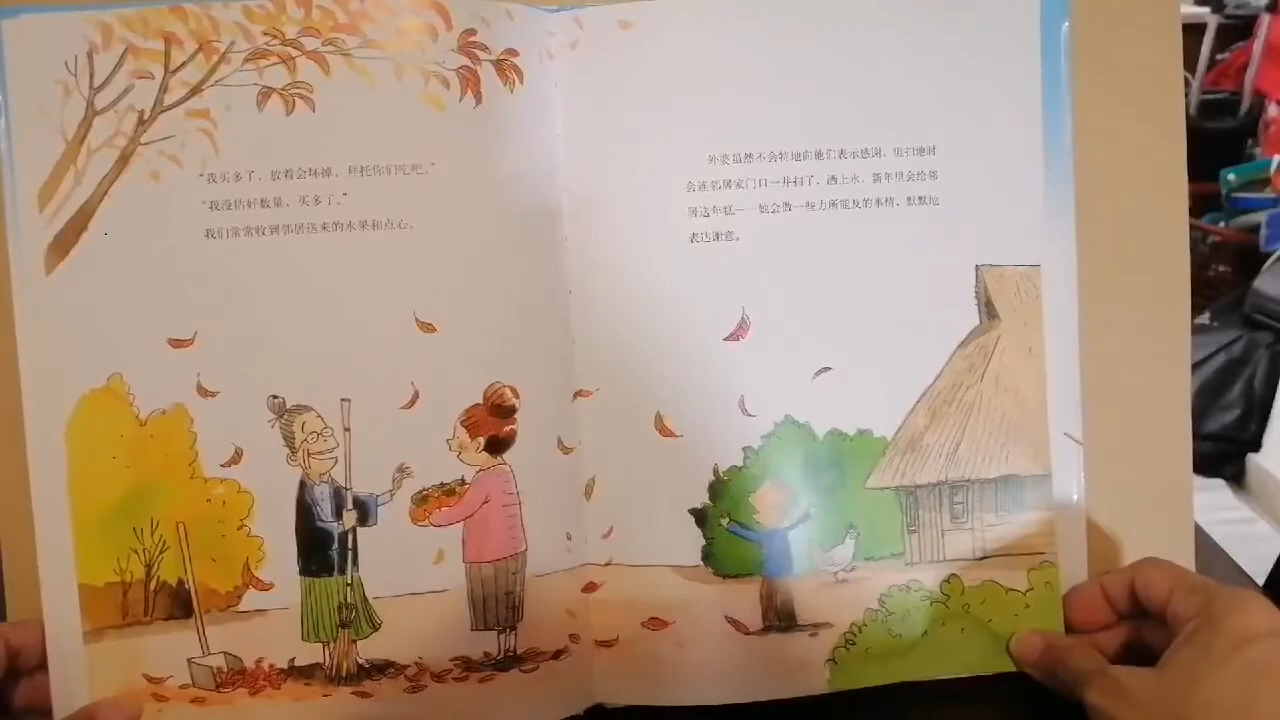 “我买多了，放着会坏掉，拜托你们吃吧。”
“我没估好数量，买多了。”
我们常常收到邻居送来的水果和点心。
外婆虽然不会特地向他们表示感谢，但扫地时
会连邻居家门口一并扫了，洒上水，新年里会给邻
居送年糕——她会做一些力所能及的事情，默默地
表达谢意。